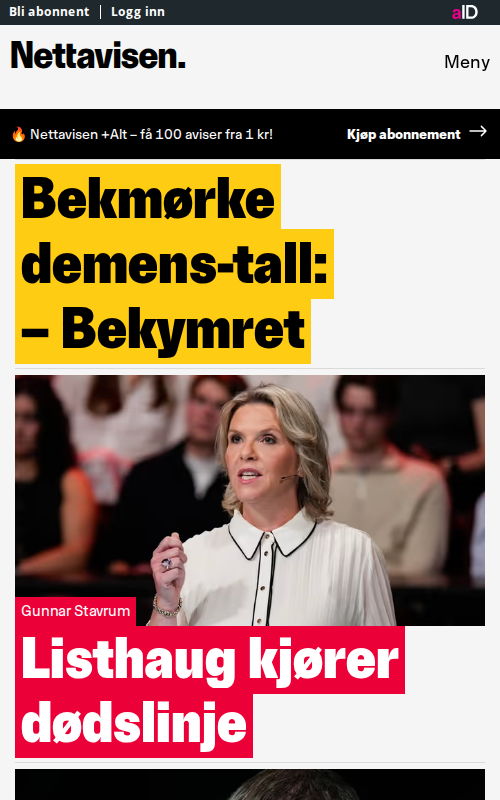 Bli abonnent
Logg inn
aID
Nettavisen.
Meny
🔥 Nettavisen +Alt – få 100 aviser fra 1 kr!
Kjøp abonnement →
Bekmørke
demens-tall:
– Bekymret
Gunnar Stavrum
Listhaug kjører
dødslinje